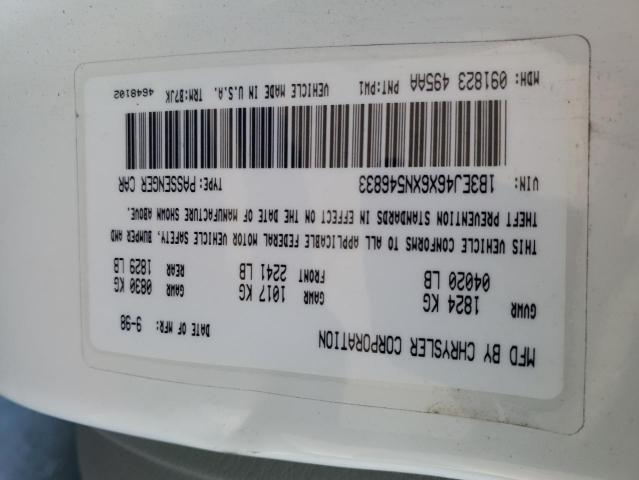 MFD BY CHRYSLER CORPORATION DATE OF MFR: 9-98
GVWR 1824 KG GAWR 1017 KG GAWR 0830 KG
04020 LB FRONT 2241 LB REAR 1829 LB
THIS VEHICLE CONFORMS TO ALL APPLICABLE FEDERAL MOTOR VEHICLE SAFETY, BUMPER AND
THEFT PREVENTION STANDARDS IN EFFECT ON THE DATE OF MANUFACTURE SHOWN ABOVE.
VIN: 1B3EJ46X6XN546833 TYPE: PASSENGER CAR
MDH: 091823 495AA PNT:PW1 VEHICLE MADE IN U.S.A. TRM:B7JK 4648102